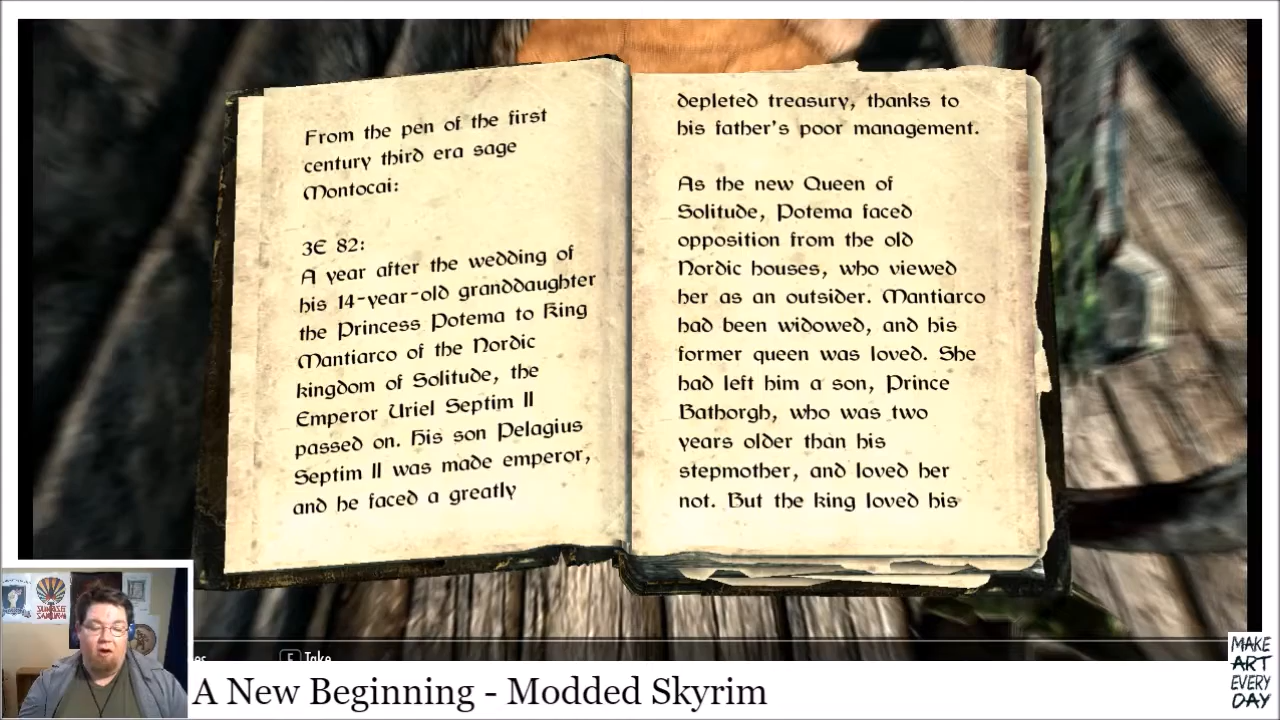 From the pen of the first
century third era sage
Montocai:
3E 82:
A year after the wedding of
his 14-year-old granddaughter
the Princess Potema to King
Mantiarco of the Nordic
kingdom of Solitude, the
Emperor Uriel Septim II
passed on. His son Pelagius
Septim II was made emperor,
and he faced a greatly
depleted treasury, thanks to
his father's poor management.
As the new Queen of
Solitude, Potema faced
opposition from the old
Nordic houses, who viewed
her as an outsider. Mantiarco
had been widowed, and his
former queen was loved. She
had left him a son, Prince
Bathorgh, who was two
years older than his
stepmother, and loved her
not. But the king loved his
Take
A New Beginning - Modded Skyrim
MAKE
ART
EVERY
DAY